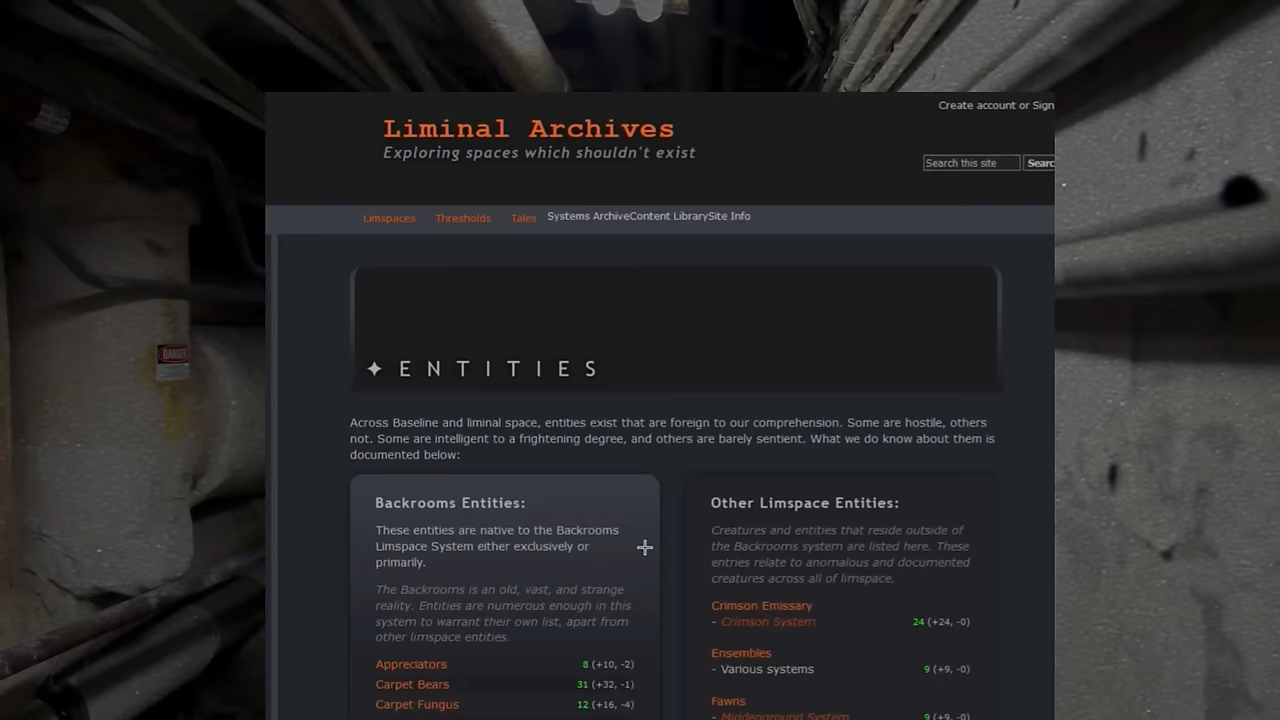 Create account or Sign
Liminal Archives
Exploring spaces which shouldn't exist
Search this site
Searc
Limspaces Thresholds Tales Systems ArchiveContent LibrarySite Info
✦ ENTITIES
Across Baseline and liminal space, entities exist that are foreign to our comprehension. Some are hostile, others
not. Some are intelligent to a frightening degree, and others are barely sentient. What we do know about them is
documented below:
Backrooms Entities:
These entities are native to the Backrooms
Limspace System either exclusively or
primarily.
The Backrooms is an old, vast, and strange
reality. Entities are numerous enough in this
system to warrant their own list, apart from
other limspace entities.
Appreciators 8 (+10, -2)
Carpet Bears 31 (+32, -1)
Carpet Fungus 12 (+16, -4)
Other Limspace Entities:
Creatures and entities that reside outside of
the Backrooms system are listed here. These
entries relate to anomalous and documented
creatures across all of limspace.
Crimson Emissary
- Crimson System 24 (+24, -0)
Ensembles
- Various systems 9 (+9, -0)
Fawns
- Middenground System 9 (+9, -0)
DANGER